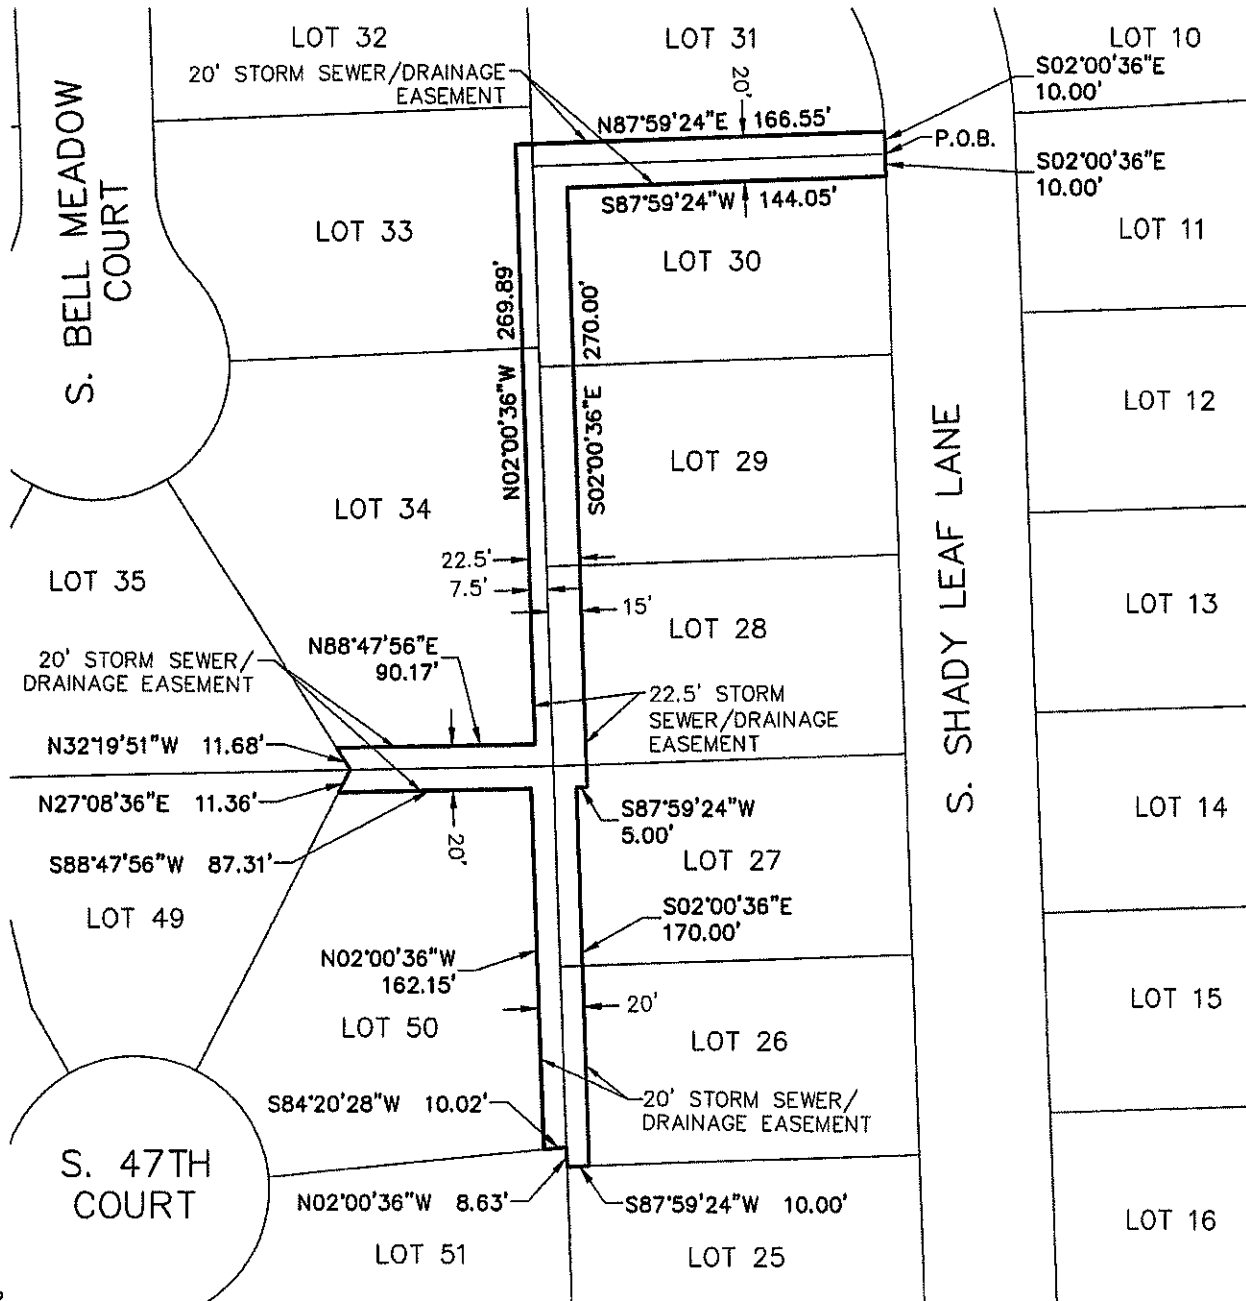 LOT 32
LOT 31
LOT 10
20' STORM SEWER/DRAINAGE
EASEMENT
20'
S02°00'36"E
10.00'
N87°59'24"E 166.55'
P.O.B.
S02°00'36"E
10.00'
S87°59'24"W 144.05'
S. BELL MEADOW
COURT
LOT 33
LOT 30
LOT 11
N02°00'36"W 269.89'
S02°00'36"E 270.00'
LOT 12
LOT 29
LOT 34
S. SHADY LEAF LANE
22.5'
7.5'
15'
LOT 35
LOT 28
LOT 13
N88°47'56"E
90.17'
20' STORM SEWER/
DRAINAGE EASEMENT
22.5' STORM
SEWER/DRAINAGE
EASEMENT
N32°19'51"W 11.68'
N27°08'36"E 11.36'
S87°59'24"W
5.00'
LOT 14
20'
S88°47'56"W 87.31'
LOT 27
LOT 49
S02°00'36"E
170.00'
N02°00'36"W
162.15'
20'
LOT 15
LOT 50
LOT 26
S84°20'28"W 10.02'
20' STORM SEWER/
DRAINAGE EASEMENT
S. 47TH
COURT
N02°00'36"W 8.63'
S87°59'24"W 10.00'
LOT 16
LOT 51
LOT 25